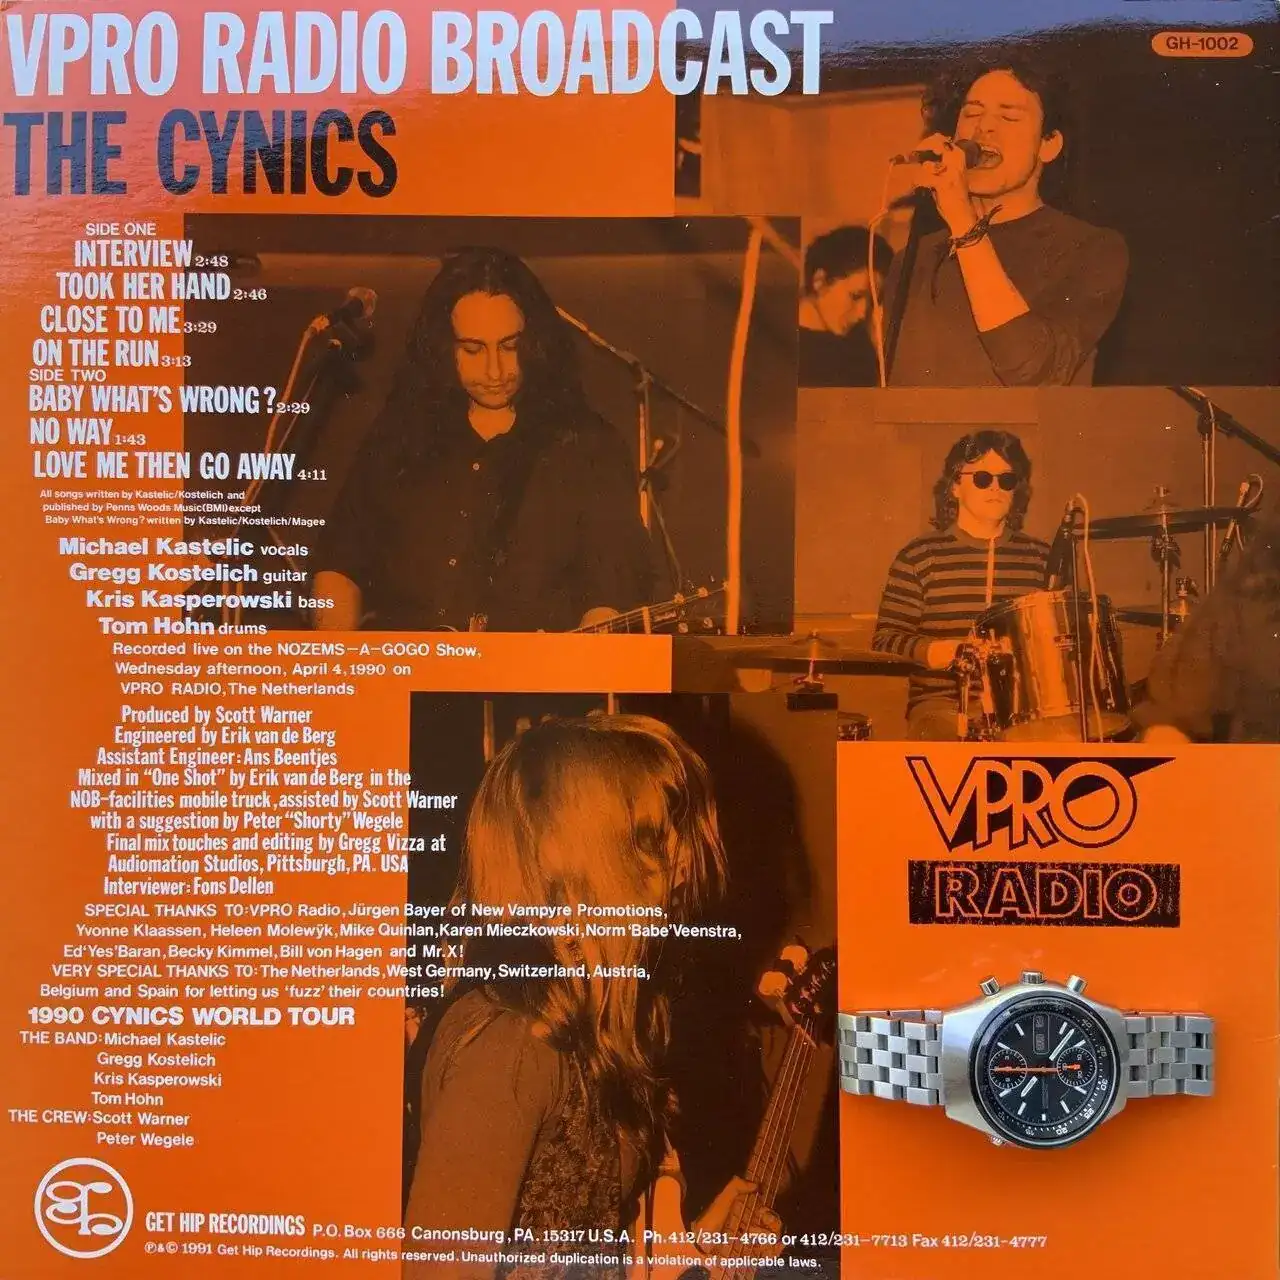 VPRO RADIO BROADCAST
GH-1002
THE CYNICS
SIDE ONE
INTERVIEW 2:48
TOOK HER HAND 2:46
CLOSE TO ME 3:29
ON THE RUN 3:13
SIDE TWO
BABY WHAT'S WRONG? 2:29
NO WAY 1:43
LOVE ME THEN GO AWAY 4:11
All songs written by Kastelic/Kostelich and
published by Penns Woods Music(BMI) except
Baby What's Wrong? written by Kastelic/Kostelich/Magee
Michael Kastelic vocals
Gregg Kostelich guitar
Kris Kasperowski bass
Tom Hohn drums
Recorded live on the NOZEMS-A-GOGO Show,
Wednesday afternoon, April 4, 1990 on
VPRO RADIO, The Netherlands
Produced by Scott Warner
Engineered by Erik van de Berg
Assistant Engineer: Ans Beentjes
Mixed in "One Shot" by Erik van de Berg in the
NOB-facilities mobile truck, assisted by Scott Warner
with a suggestion by Peter "Shorty" Wegele
Final mix touches and editing by Gregg Vizza at
Audiomation Studios, Pittsburgh, PA. USA
Interviewer: Fons Dellen
SPECIAL THANKS TO: VPRO Radio, Jürgen Bayer of New Vampyre Promotions,
Yvonne Klaassen, Heleen Molewÿk, Mike Quinlan, Karen Mieczkowski, Norm 'Babe' Veenstra,
Ed 'Yes' Baran, Becky Kimmel, Bill von Hagen and Mr. X!
VERY SPECIAL THANKS TO: The Netherlands, West Germany, Switzerland, Austria,
Belgium and Spain for letting us 'fuzz' their countries!
1990 CYNICS WORLD TOUR
THE BAND: Michael Kastelic
Gregg Kostelich
Kris Kasperowski
Tom Hohn
THE CREW: Scott Warner
Peter Wegele
VPRO
RADIO
GET HIP RECORDINGS P.O. Box 666 Canonsburg, PA. 15317 U.S.A. Ph. 412/231-4766 or 412/231-7713 Fax 412/231-4777
℗&© 1991 Get Hip Recordings. All rights reserved. Unauthorized duplication is a violation of applicable laws.